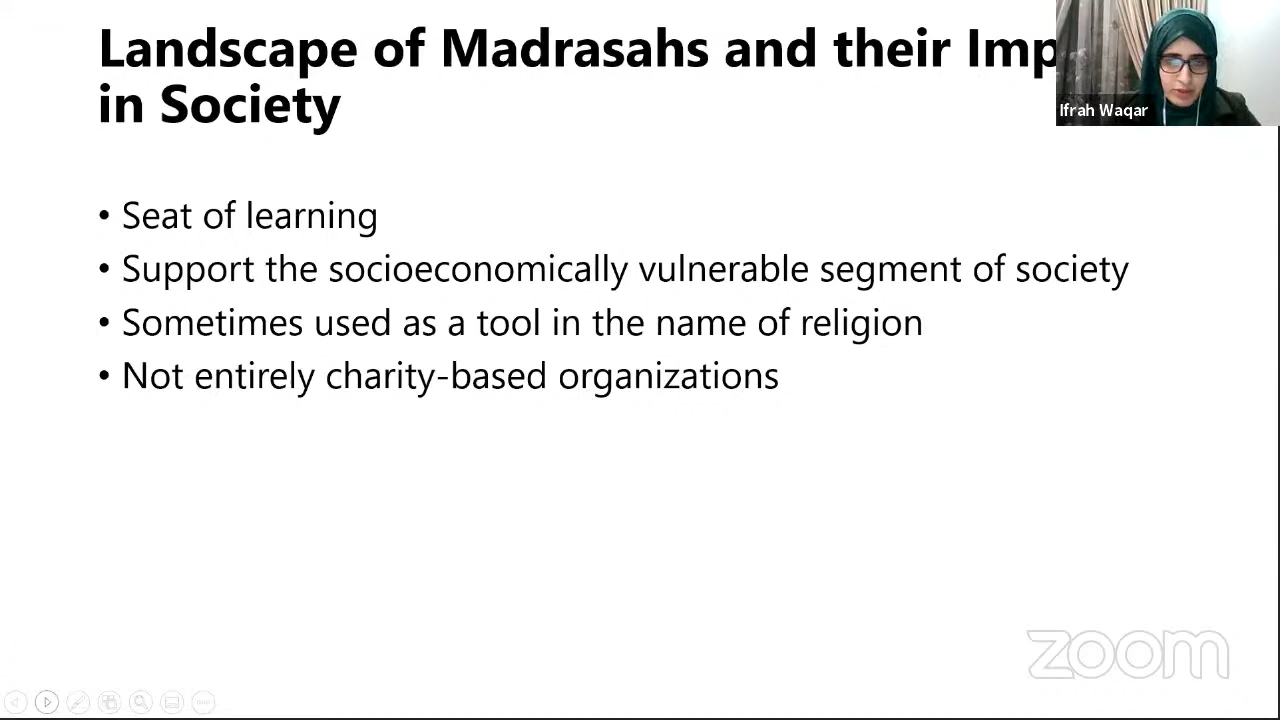 Landscape of Madrasahs and their Imp
in Society
Ifrah Waqar
• Seat of learning
• Support the socioeconomically vulnerable segment of society
• Sometimes used as a tool in the name of religion
• Not entirely charity-based organizations
zoom